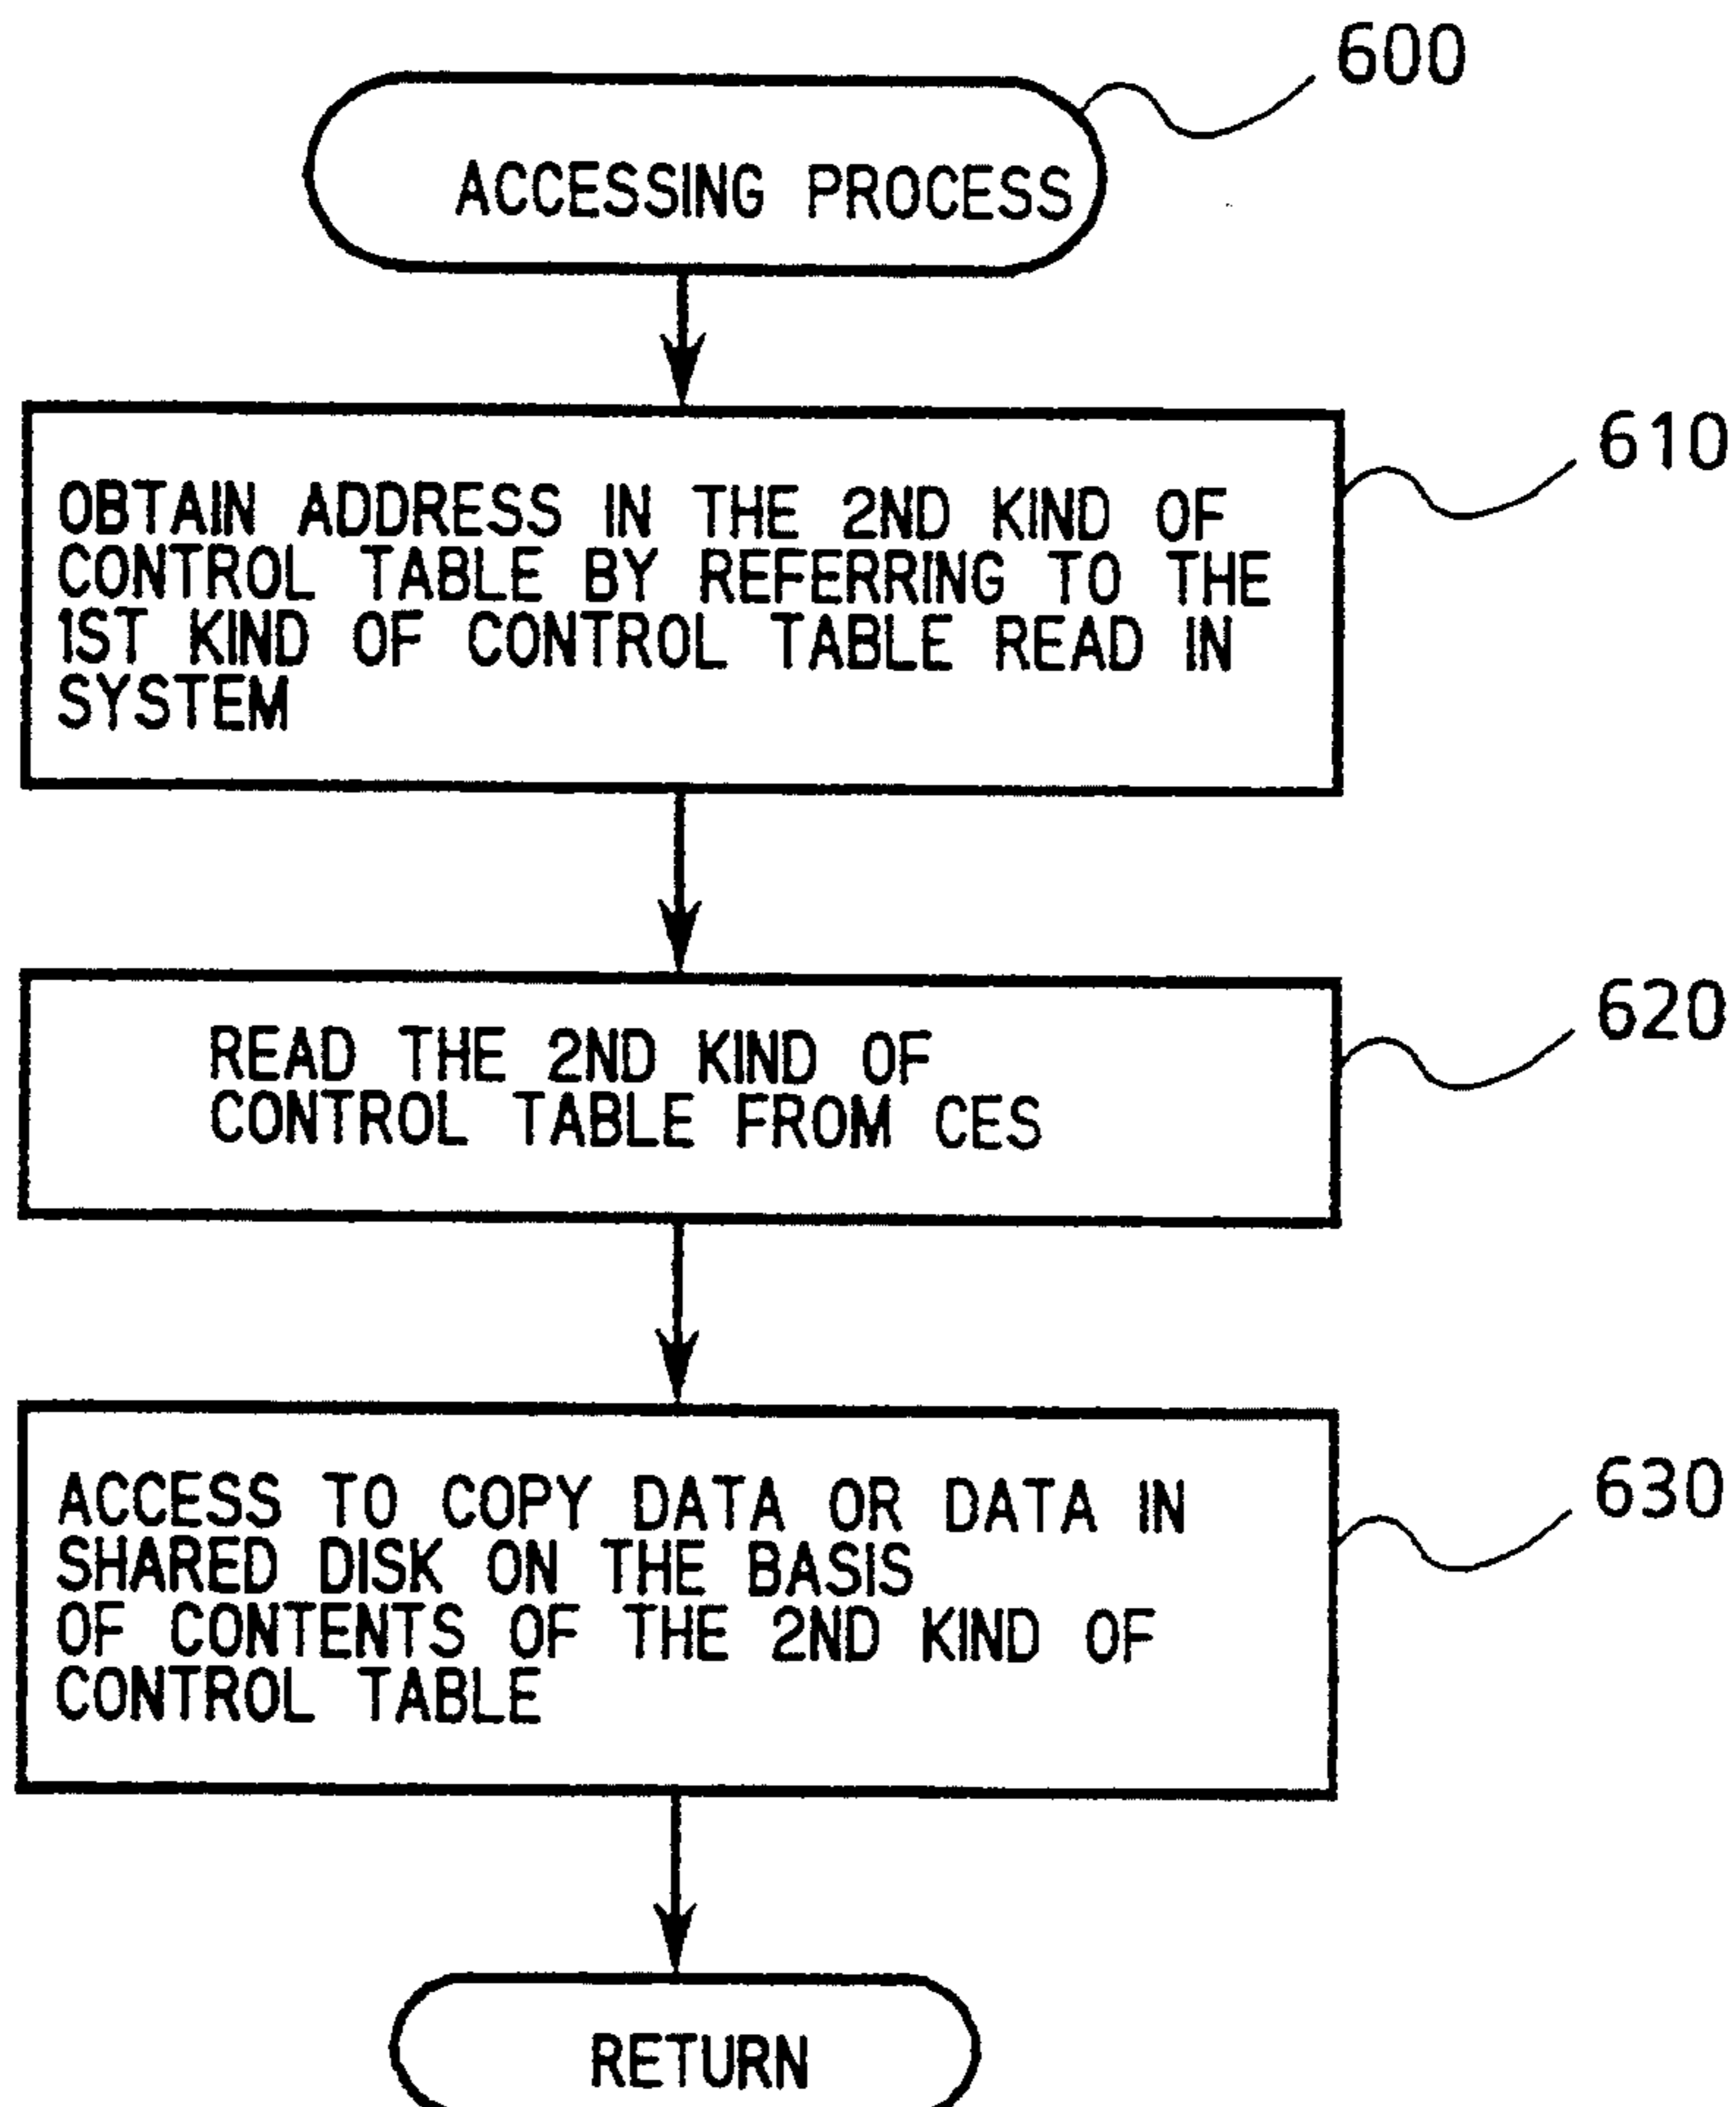 600
ACCESSING PROCESS
610
OBTAIN ADDRESS IN THE 2ND KIND OF
CONTROL TABLE BY REFERRING TO THE
1ST KIND OF CONTROL TABLE READ IN
SYSTEM
620
READ THE 2ND KIND OF
CONTROL TABLE FROM CES
630
ACCESS TO COPY DATA OR DATA IN
SHARED DISK ON THE BASIS
OF CONTENTS OF THE 2ND KIND OF
CONTROL TABLE
RETURN